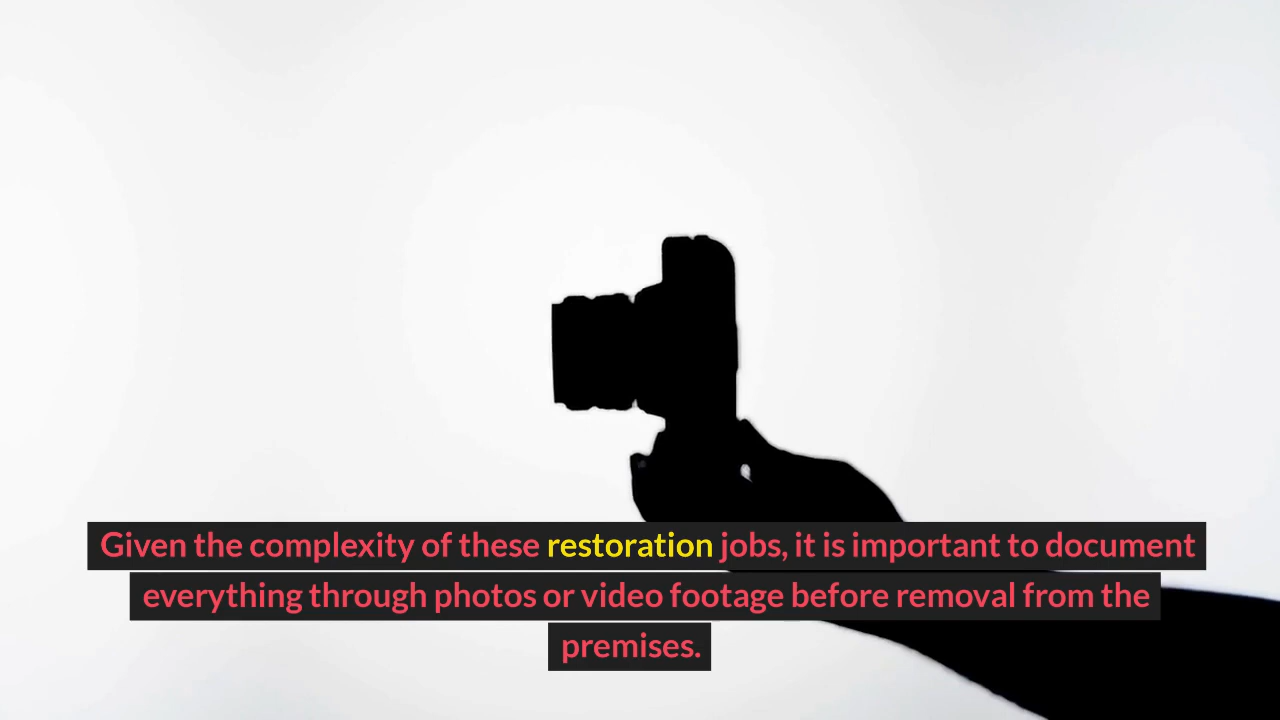 Given the complexity of these restoration jobs, it is important to document
everything through photos or video footage before removal from the
premises.